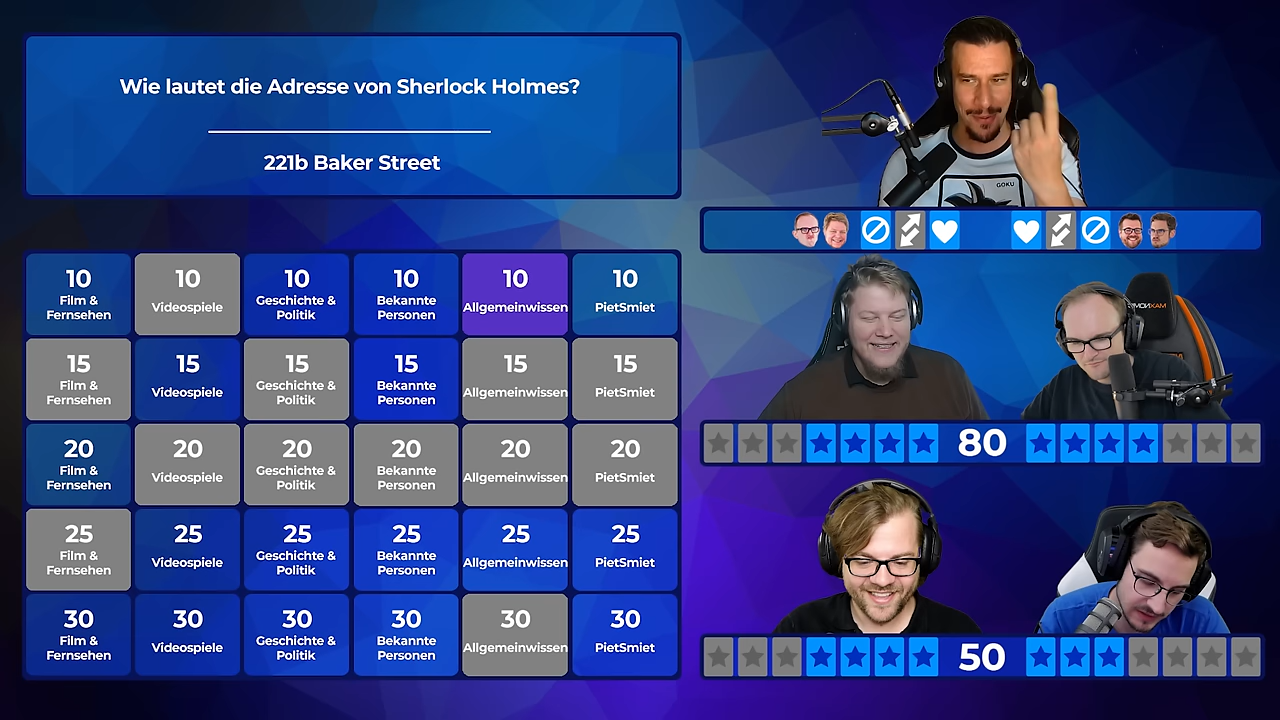 Wie lautet die Adresse von Sherlock Holmes?
221b Baker Street
GOKU
10 Film & Fernsehen
10 Videospiele
10 Geschichte & Politik
10 Bekannte Personen
10 Allgemeinwissen
10 PietSmiet
15 Film & Fernsehen
15 Videospiele
15 Geschichte & Politik
15 Bekannte Personen
15 Allgemeinwissen
15 PietSmiet
20 Film & Fernsehen
20 Videospiele
20 Geschichte & Politik
20 Bekannte Personen
20 Allgemeinwissen
20 PietSmiet
25 Film & Fernsehen
25 Videospiele
25 Geschichte & Politik
25 Bekannte Personen
25 Allgemeinwissen
25 PietSmiet
30 Film & Fernsehen
30 Videospiele
30 Geschichte & Politik
30 Bekannte Personen
30 Allgemeinwissen
30 PietSmiet
80
50